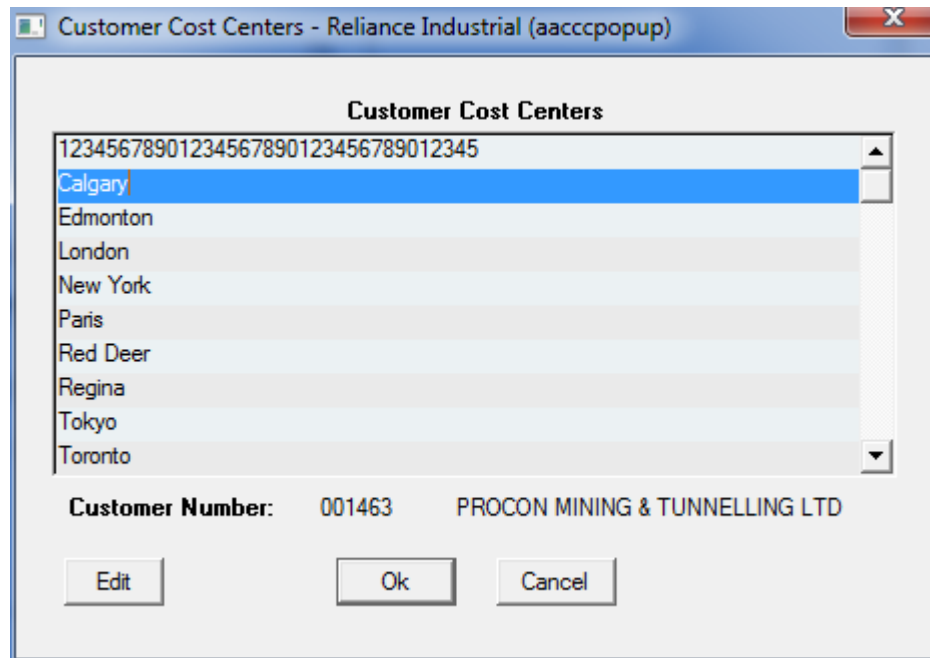 Customer Cost Centers - Reliance Industrial (aacccpopup)
Customer Cost Centers
12345678901234567890123456789012345
Calgary
Edmonton
London
New York
Paris
Red Deer
Regina
Tokyo
Toronto
Customer Number: 001463 PROCON MINING & TUNNELLING LTD
Edit Ok Cancel